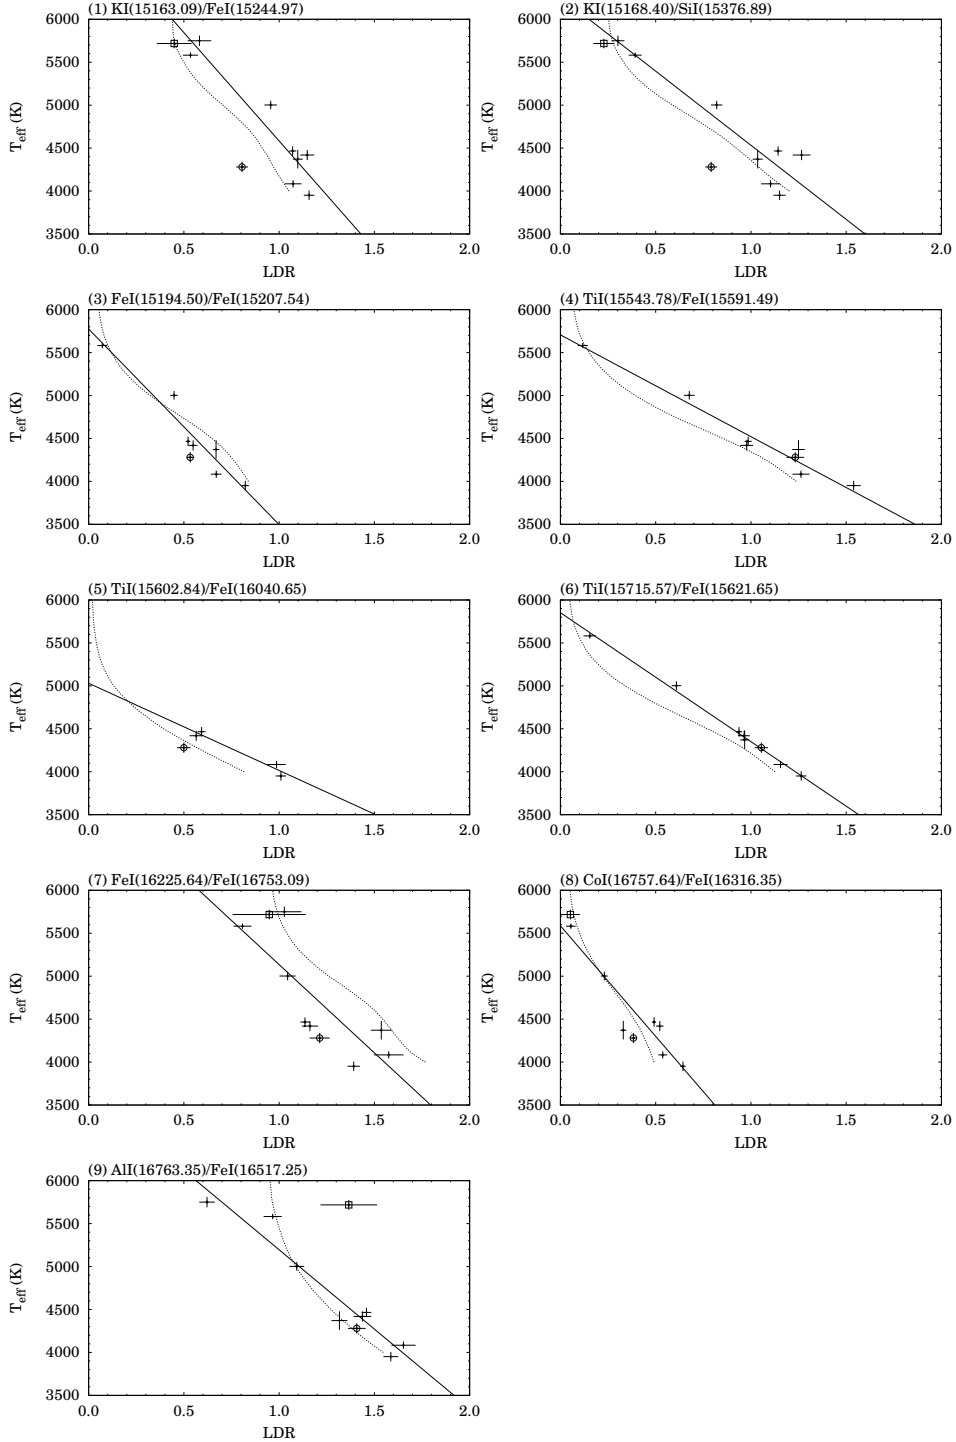 (1) KI(15163.09)/FeI(15244.97)
6000
5500
5000
4500
4000
3500
T_eff (K)
0.0 0.5 1.0 1.5 2.0
LDR
(2) KI(15168.40)/SiI(15376.89)
6000
5500
5000
4500
4000
3500
T_eff (K)
0.0 0.5 1.0 1.5 2.0
LDR
(3) FeI(15194.50)/FeI(15207.54)
6000
5500
5000
4500
4000
3500
T_eff (K)
0.0 0.5 1.0 1.5 2.0
LDR
(4) TiI(15543.78)/FeI(15591.49)
6000
5500
5000
4500
4000
3500
T_eff (K)
0.0 0.5 1.0 1.5 2.0
LDR
(5) TiI(15602.84)/FeI(16040.65)
6000
5500
5000
4500
4000
3500
T_eff (K)
0.0 0.5 1.0 1.5 2.0
LDR
(6) TiI(15715.57)/FeI(15621.65)
6000
5500
5000
4500
4000
3500
T_eff (K)
0.0 0.5 1.0 1.5 2.0
LDR
(7) FeI(16225.64)/FeI(16753.09)
6000
5500
5000
4500
4000
3500
T_eff (K)
0.0 0.5 1.0 1.5 2.0
LDR
(8) CoI(16757.64)/FeI(16316.35)
6000
5500
5000
4500
4000
3500
T_eff (K)
0.0 0.5 1.0 1.5 2.0
LDR
(9) AlI(16763.35)/FeI(16517.25)
6000
5500
5000
4500
4000
3500
T_eff (K)
0.0 0.5 1.0 1.5 2.0
LDR